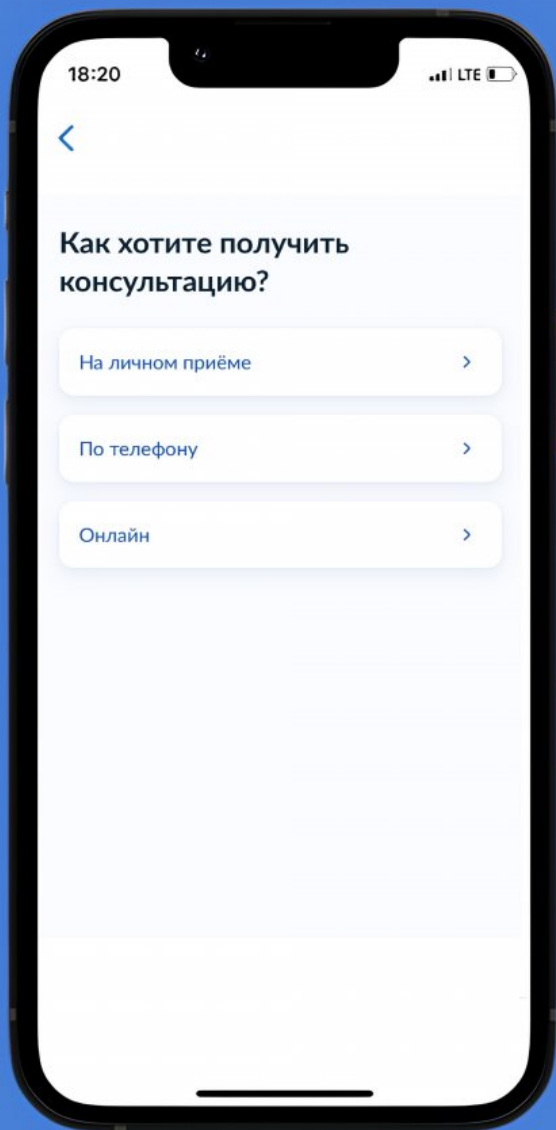 18:20
LTE
Как хотите получить
консультацию?
На личном приёме
По телефону
Онлайн